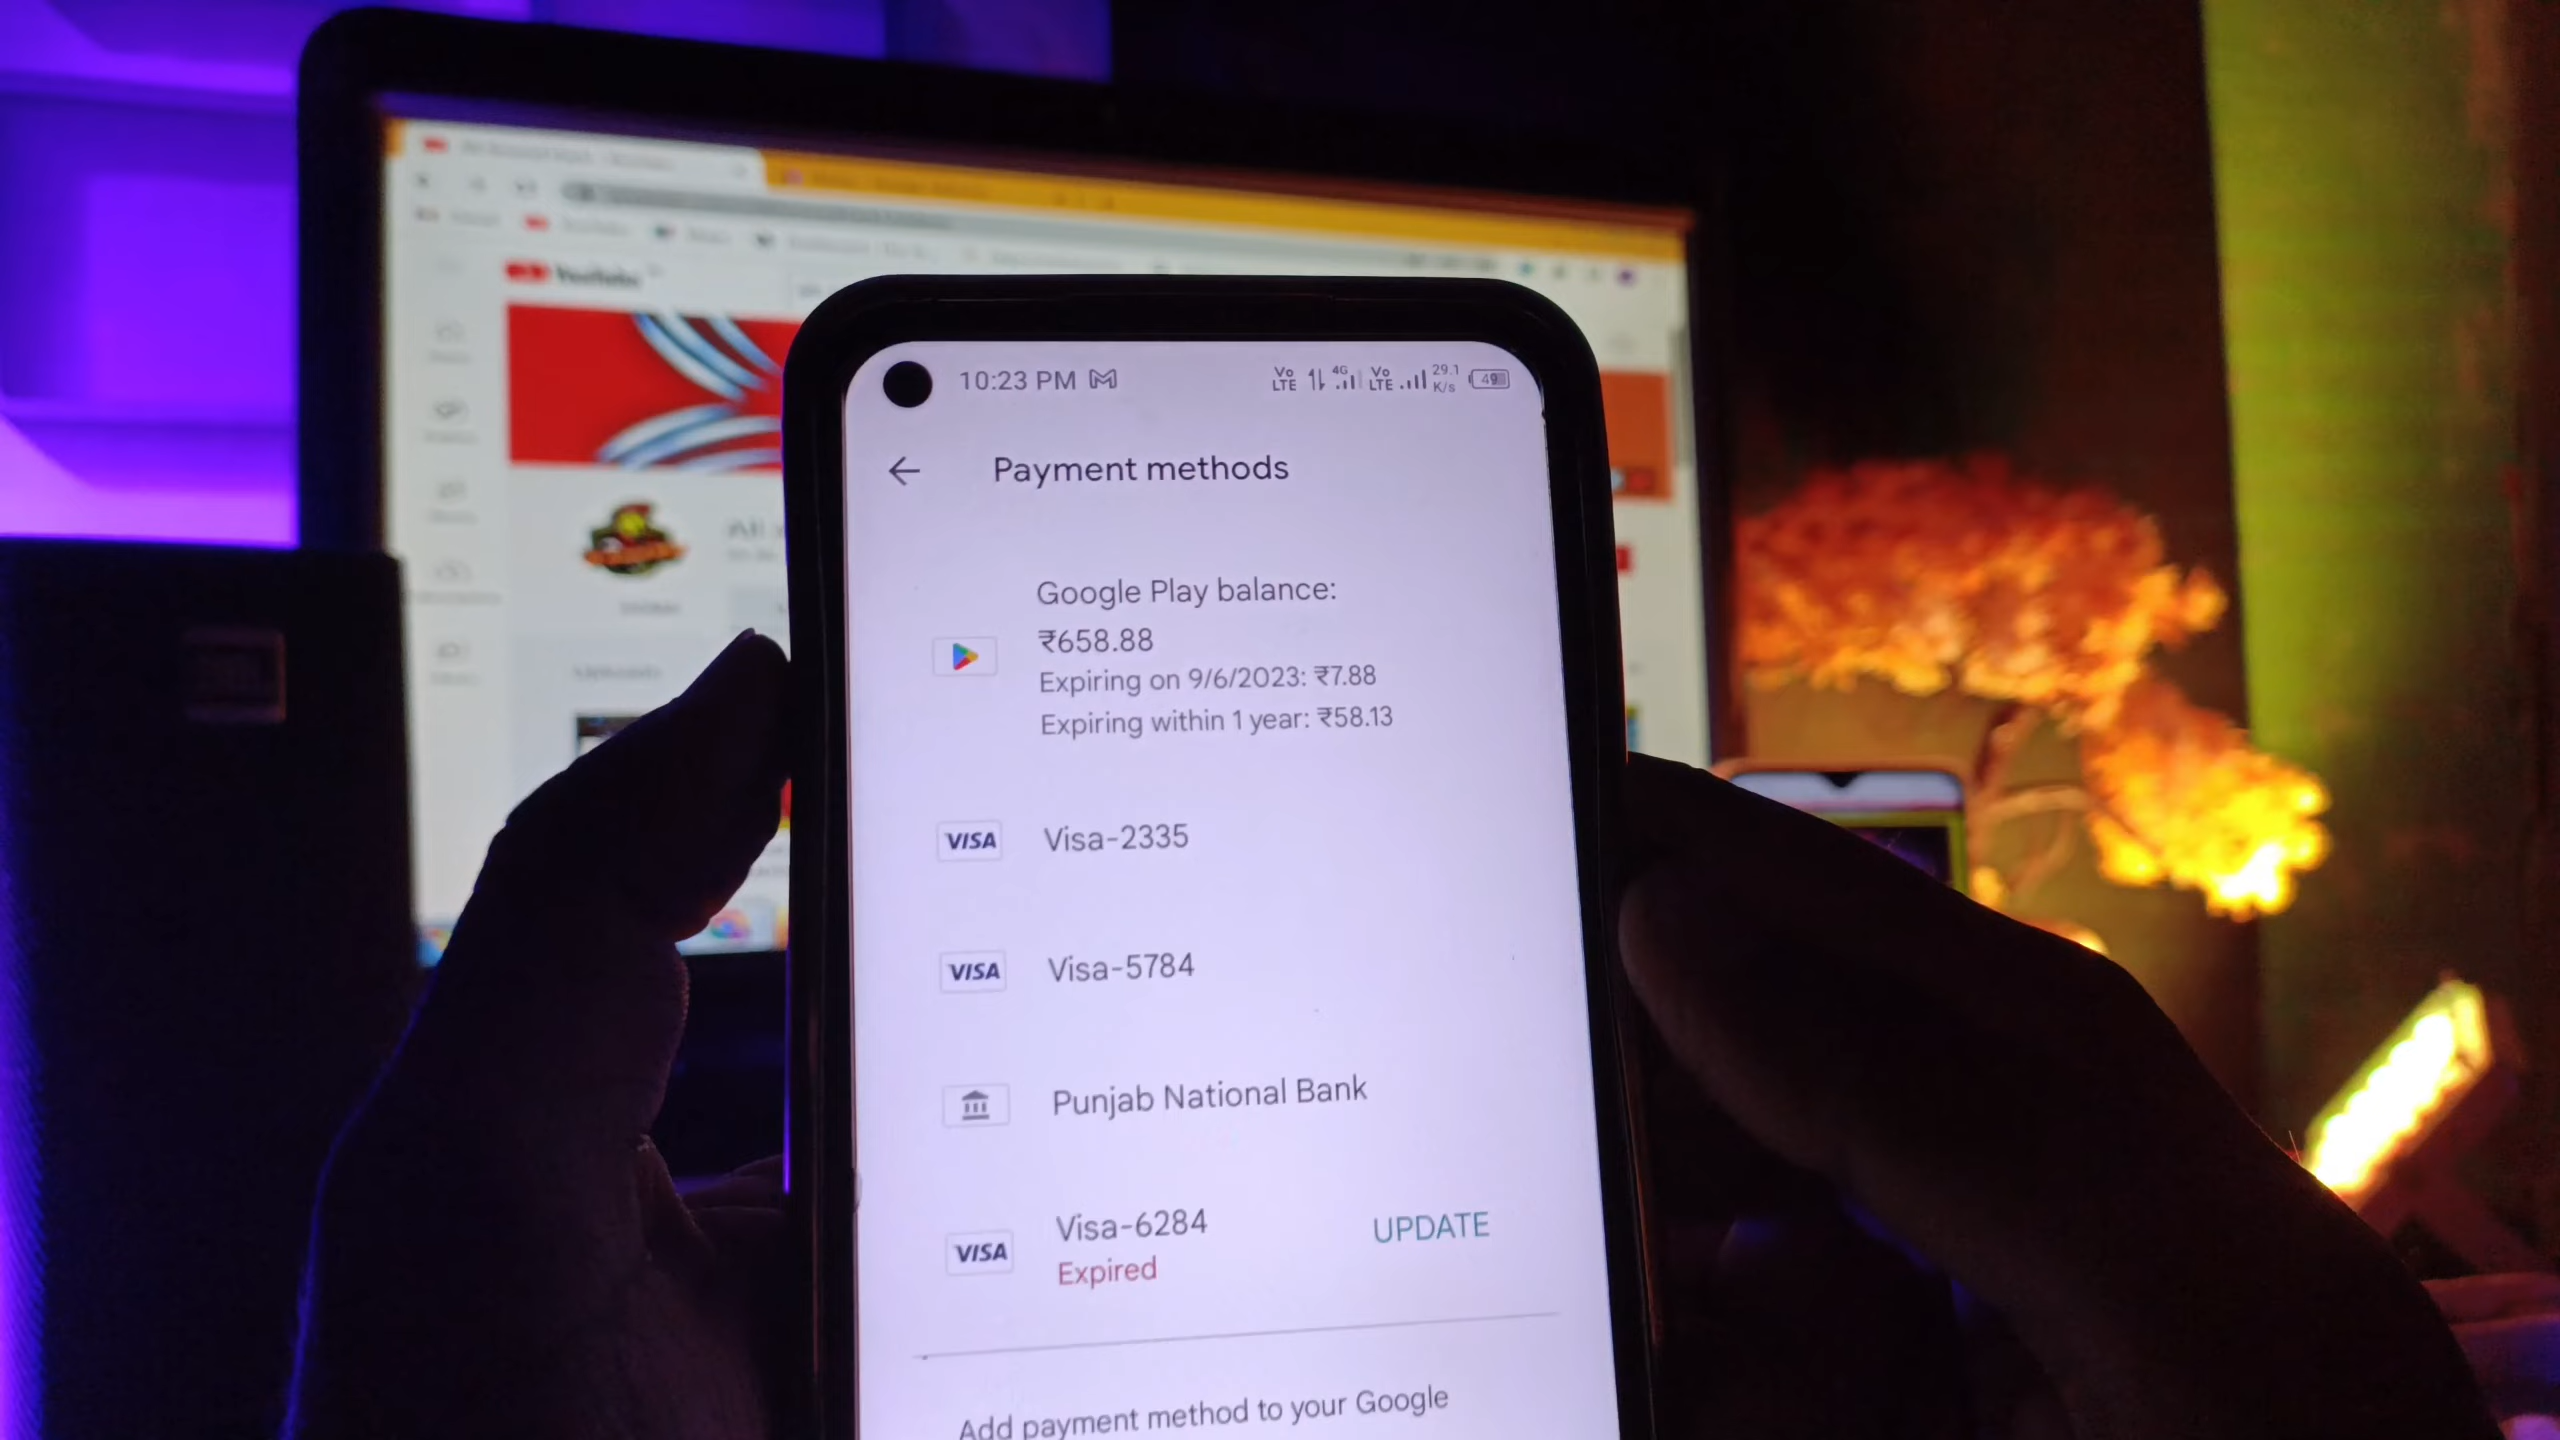 YouTube
10:23 PM Vo LTE 4G Vo LTE 29.1 K/s 49
Payment methods
Google Play balance:
₹658.88
Expiring on 9/6/2023: ₹7.88
Expiring within 1 year: ₹58.13
VISA Visa-2335
VISA Visa-5784
Punjab National Bank
VISA Visa-6284 UPDATE
Expired
Add payment method to your Google